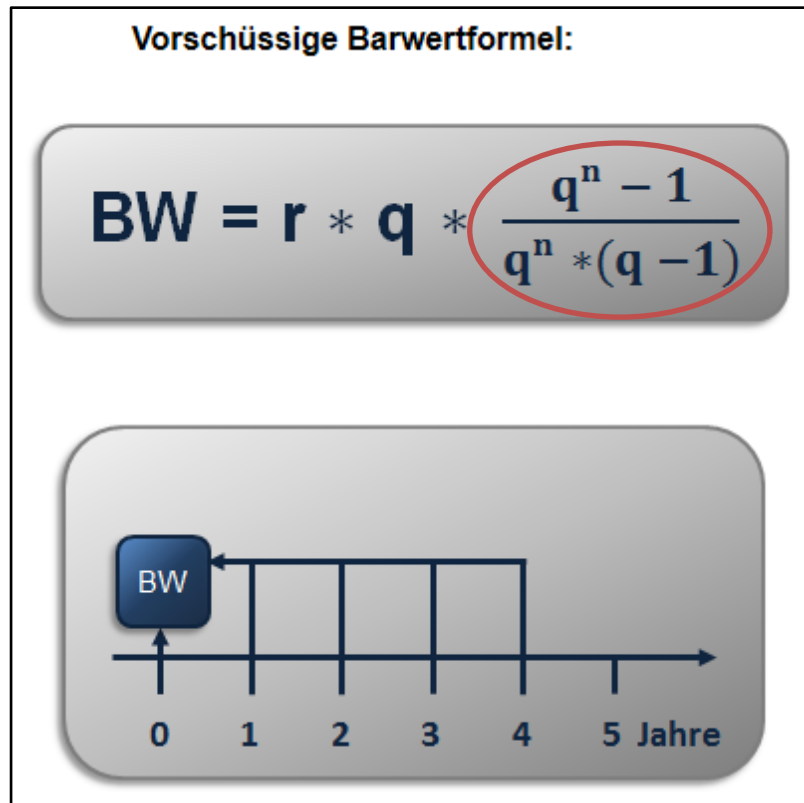 Vorschüssige Barwertformel:
BW = r * q * (qⁿ − 1) / (qⁿ *(q −1))
BW
0 1 2 3 4 5 Jahre